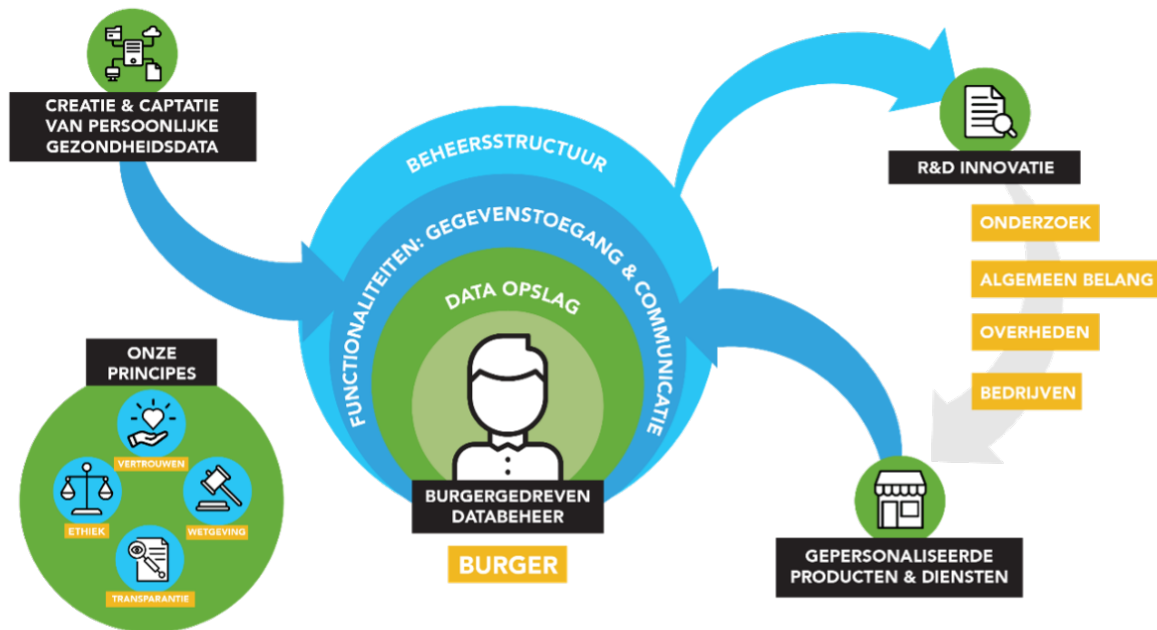 CREATIE & CAPTATIE
VAN PERSOONLIJKE
GEZONDHEIDSDATA
BEHEERSSTRUCTUUR
FUNCTIONALITEITEN: GEGEVENSTOEGANG & COMMUNICATIE
DATA OPSLAG
BURGERGEDREVEN
DATABEHEER
BURGER
R&D INNOVATIE
ONDERZOEK
ALGEMEEN BELANG
OVERHEDEN
BEDRIJVEN
GEPERSONALISEERDE
PRODUCTEN & DIENSTEN
ONZE
PRINCIPES
VERTROUWEN
ETHIEK
WETGEVING
TRANSPARANTIE